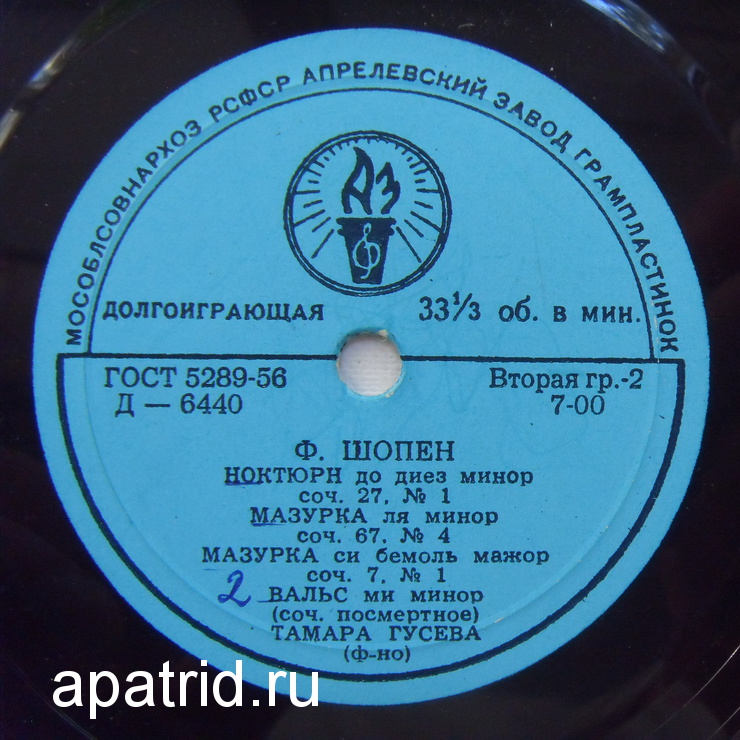 МОСОБЛСОВНАРХОЗ РСФСР АПРЕЛЕВСКИЙ ЗАВОД ГРАМПЛАСТИНОК
АЗ
ДОЛГОИГРАЮЩАЯ 33⅓ об. в мин.
ГОСТ 5289-56 Вторая гр.-2
Д — 6440 7-00
Ф. ШОПЕН
НОКТЮРН до диез минор
соч. 27, № 1
МАЗУРКА ля минор
соч. 67, № 4
МАЗУРКА си бемоль мажор
соч. 7, № 1
2 ВАЛЬС ми минор
(соч. посмертное)
ТАМАРА ГУСЕВА
(ф-но)
apatrid.ru